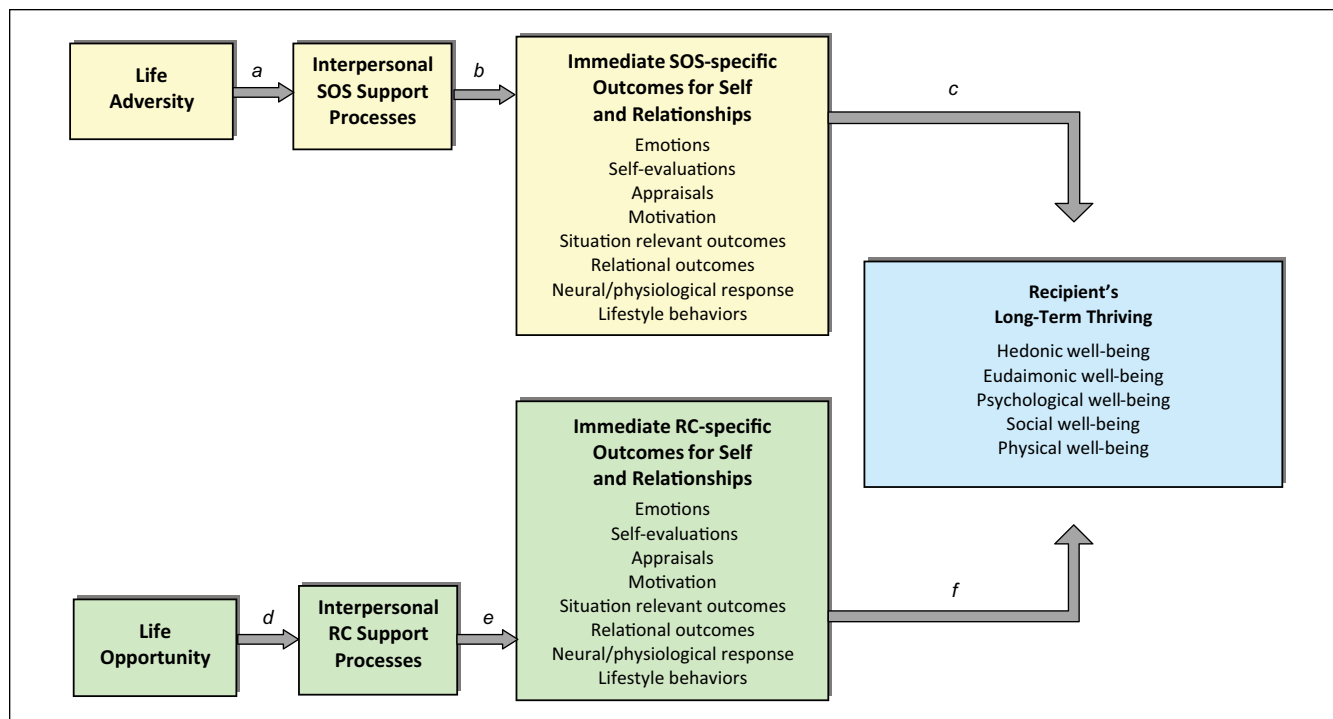 Life
Adversity
a
Interpersonal
SOS Support
Processes
b
Immediate SOS-specific
Outcomes for Self
and Relationships
Emotions
Self-evaluations
Appraisals
Motivation
Situation relevant outcomes
Relational outcomes
Neural/physiological response
Lifestyle behaviors
c
Recipient's
Long-Term Thriving
Hedonic well-being
Eudaimonic well-being
Psychological well-being
Social well-being
Physical well-being
Life
Opportunity
d
Interpersonal
RC Support
Processes
e
Immediate RC-specific
Outcomes for Self
and Relationships
Emotions
Self-evaluations
Appraisals
Motivation
Situation relevant outcomes
Relational outcomes
Neural/physiological response
Lifestyle behaviors
f